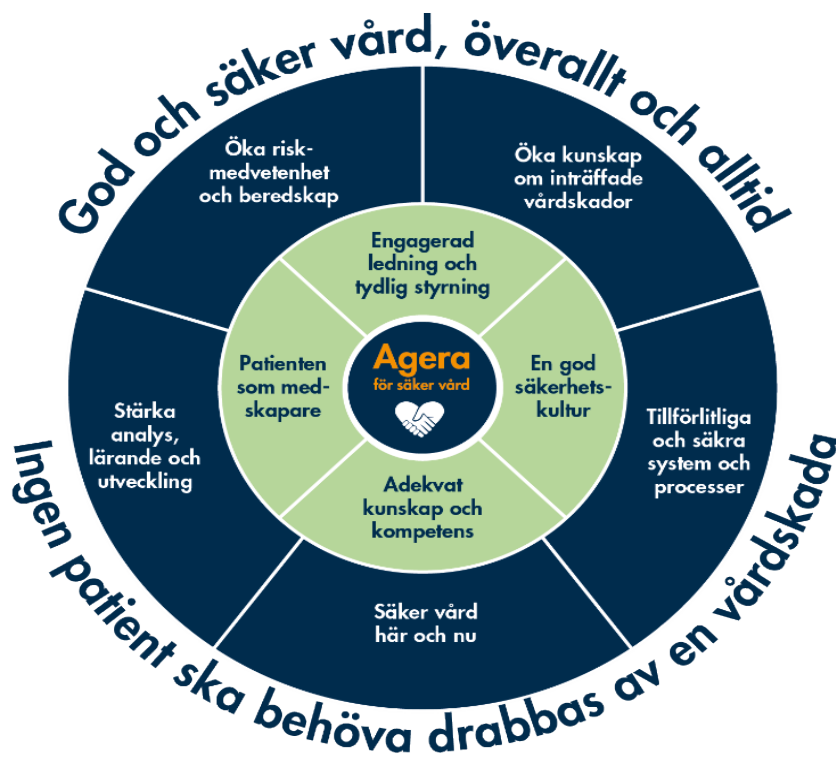 God och säker vård, överallt och alltid
Öka risk-
medvetenhet
och beredskap
Öka kunskap
om inträffade
vårdskador
Engagerad
ledning och
tydlig styrning
Patienten
som med-
skapare
Agera
för säker vård
En god
säkerhets-
kultur
Stärka
analys,
lärande och
utveckling
Tillförlitliga
och säkra
system och
processer
Adekvat
kunskap och
kompetens
Säker vård
här och nu
Ingen patient ska behöva drabbas av en vårdskada